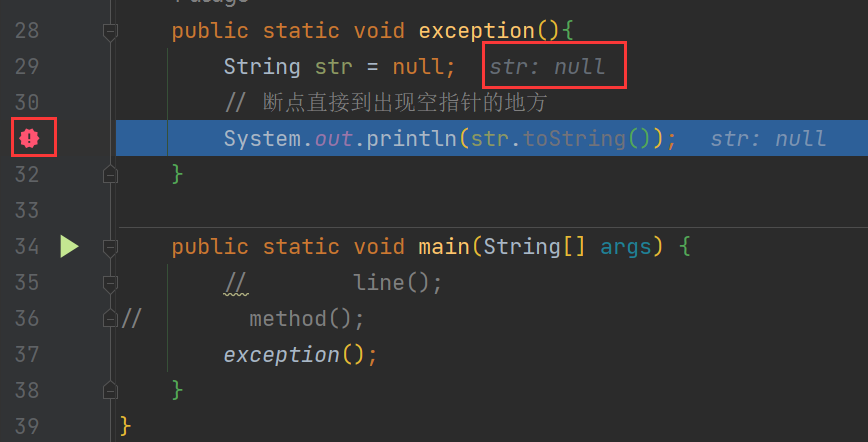 28 public static void exception(){
29 String str = null; str: null
30 // 断点直接到出现空指针的地方
System.out.println(str.toString()); str: null
32 }
33
34 public static void main(String[] args) {
35 // line();
36 // method();
37 exception();
38 }
39 }